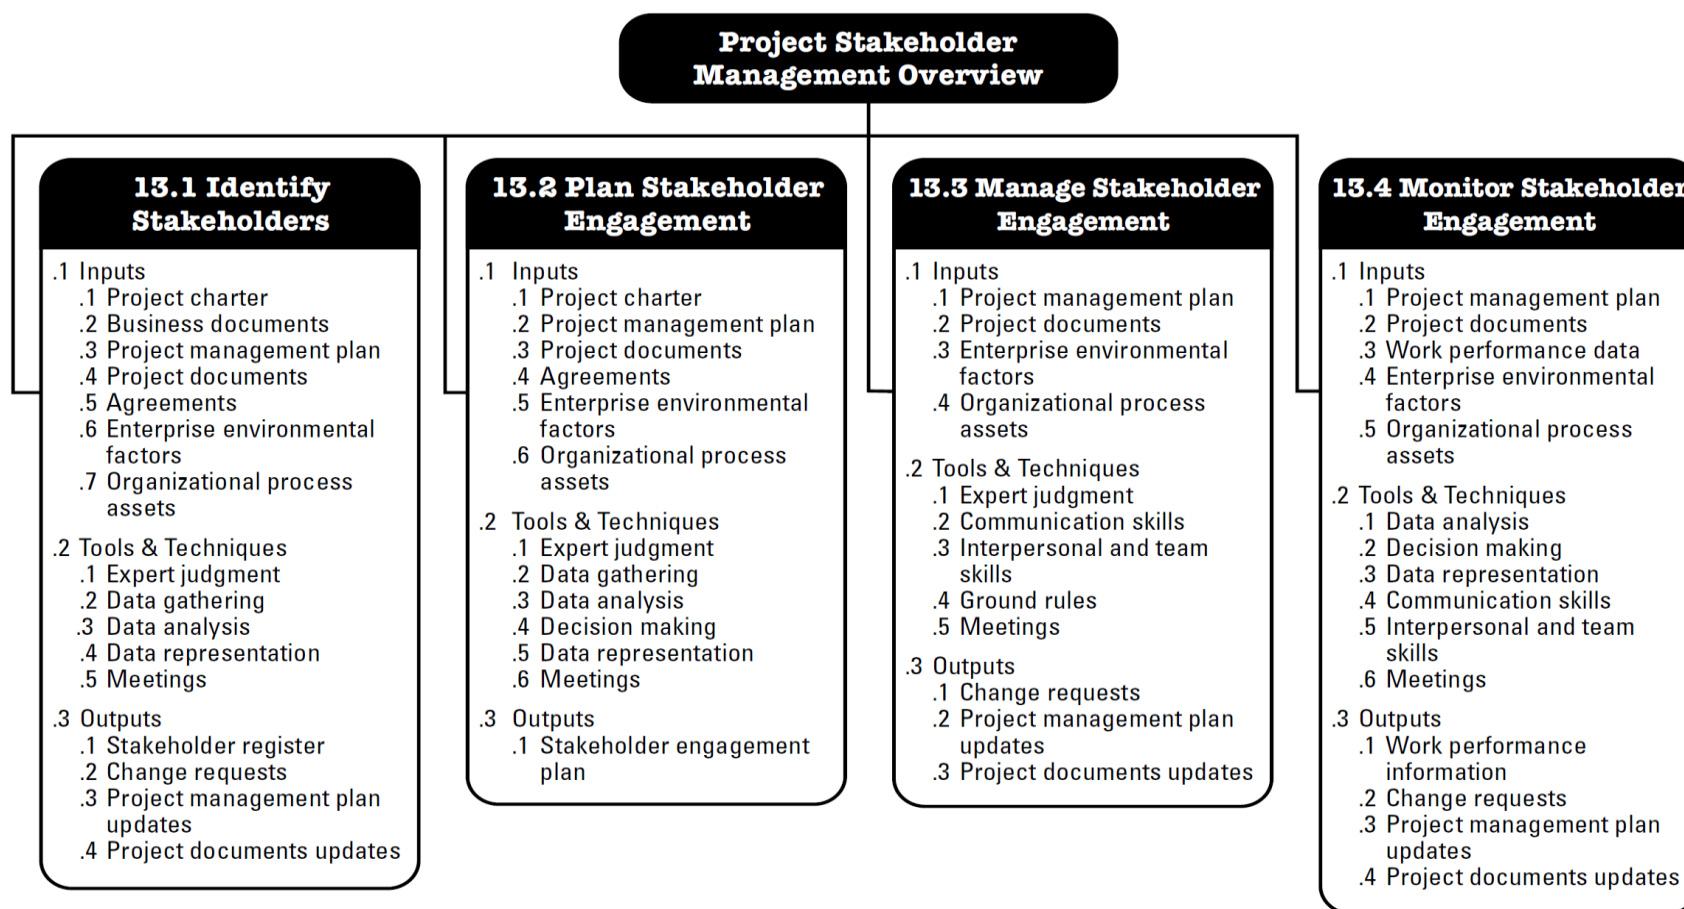 Project Stakeholder
Management Overview
13.1 Identify
Stakeholders
.1 Inputs
.1 Project charter
.2 Business documents
.3 Project management plan
.4 Project documents
.5 Agreements
.6 Enterprise environmental
factors
.7 Organizational process
assets
.2 Tools & Techniques
.1 Expert judgment
.2 Data gathering
.3 Data analysis
.4 Data representation
.5 Meetings
.3 Outputs
.1 Stakeholder register
.2 Change requests
.3 Project management plan
updates
.4 Project documents updates
13.2 Plan Stakeholder
Engagement
.1 Inputs
.1 Project charter
.2 Project management plan
.3 Project documents
.4 Agreements
.5 Enterprise environmental
factors
.6 Organizational process
assets
.2 Tools & Techniques
.1 Expert judgment
.2 Data gathering
.3 Data analysis
.4 Decision making
.5 Data representation
.6 Meetings
.3 Outputs
.1 Stakeholder engagement
plan
13.3 Manage Stakeholder
Engagement
.1 Inputs
.1 Project management plan
.2 Project documents
.3 Enterprise environmental
factors
.4 Organizational process
assets
.2 Tools & Techniques
.1 Expert judgment
.2 Communication skills
.3 Interpersonal and team
skills
.4 Ground rules
.5 Meetings
.3 Outputs
.1 Change requests
.2 Project management plan
updates
.3 Project documents updates
13.4 Monitor Stakeholder
Engagement
.1 Inputs
.1 Project management plan
.2 Project documents
.3 Work performance data
.4 Enterprise environmental
factors
.5 Organizational process
assets
.2 Tools & Techniques
.1 Data analysis
.2 Decision making
.3 Data representation
.4 Communication skills
.5 Interpersonal and team
skills
.6 Meetings
.3 Outputs
.1 Work performance
information
.2 Change requests
.3 Project management plan
updates
.4 Project documents updates